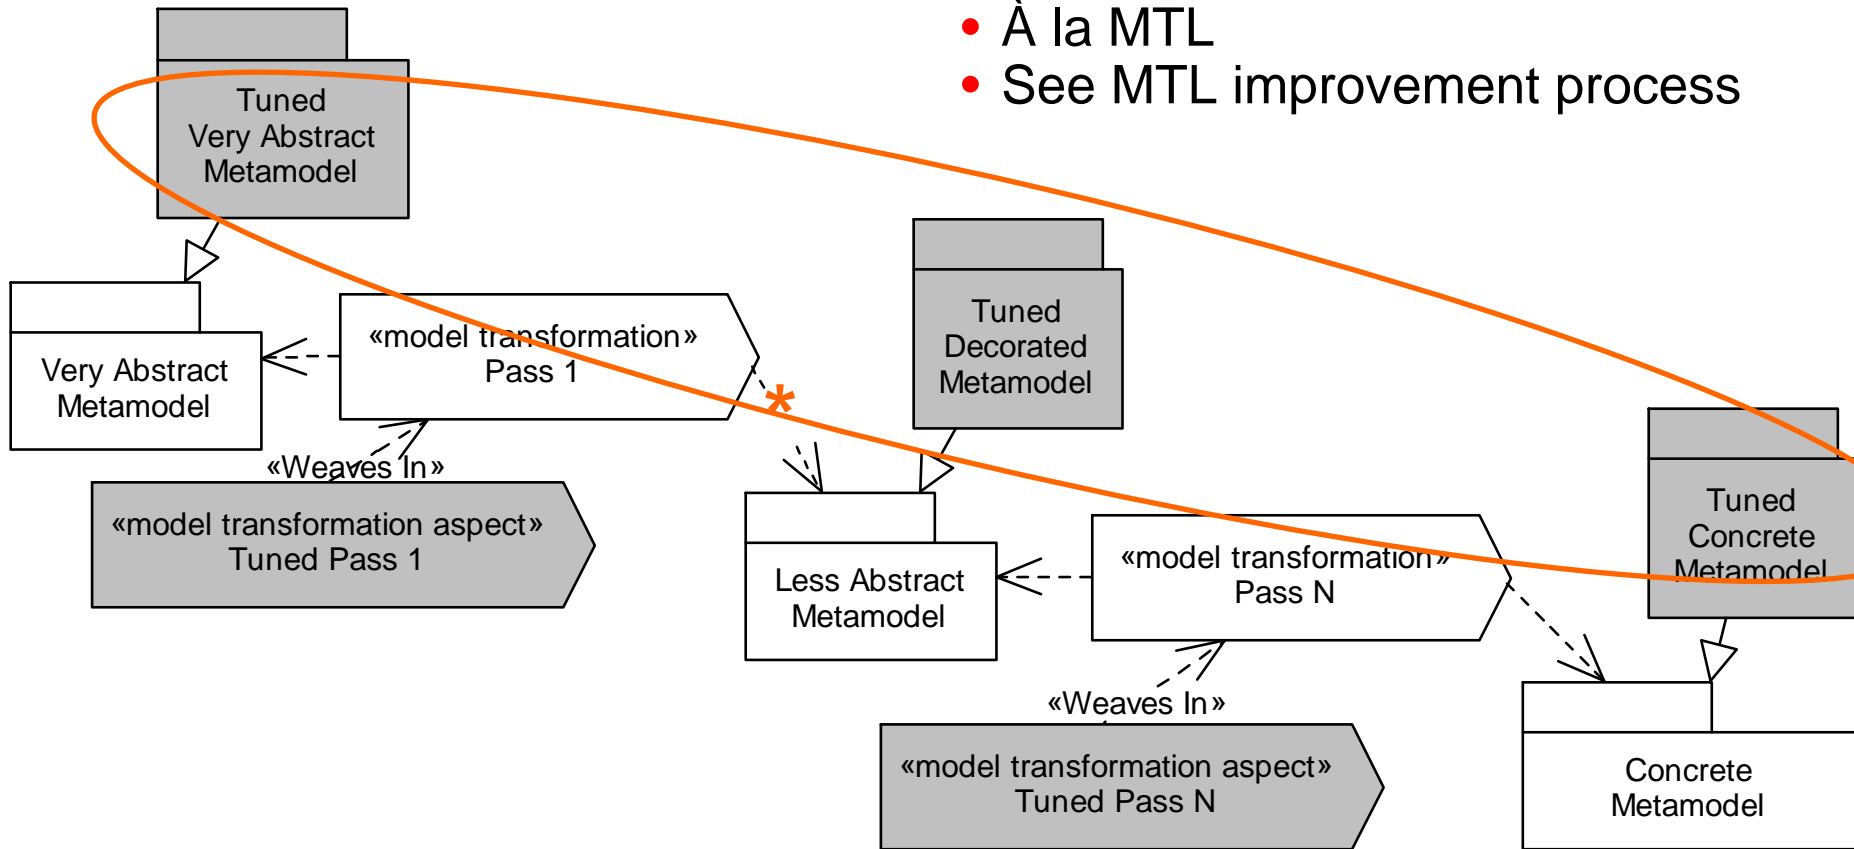 À la MTL
See MTL improvement process
Tuned
Very Abstract
Metamodel
Very Abstract
Metamodel
«model transformation»
Pass 1
*
Tuned
Decorated
Metamodel
«Weaves In»
«model transformation aspect»
Tuned Pass 1
Less Abstract
Metamodel
«model transformation»
Pass N
Tuned
Concrete
Metamodel
«Weaves In»
«model transformation aspect»
Tuned Pass N
Concrete
Metamodel